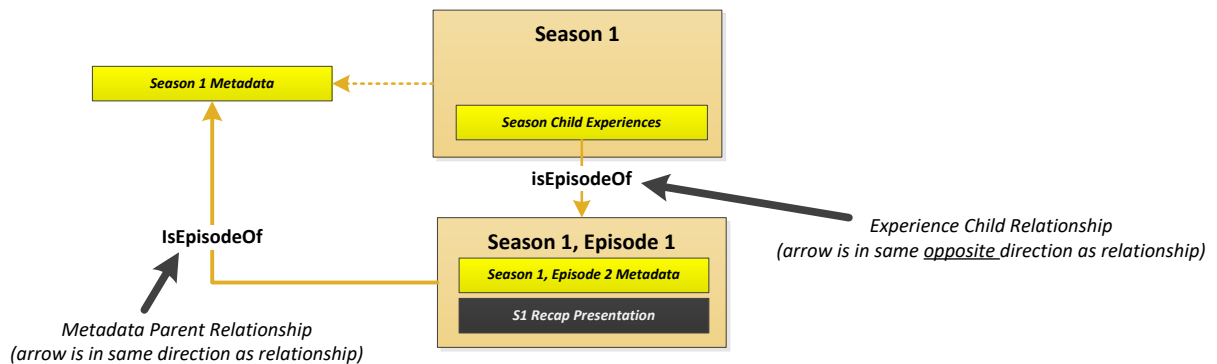 Season 1
Season 1 Metadata
Season Child Experiences
isEpisodeOf
Experience Child Relationship
(arrow is in same opposite direction as relationship)
IsEpisodeOf
Season 1, Episode 1
Season 1, Episode 2 Metadata
S1 Recap Presentation
Metadata Parent Relationship
(arrow is in same direction as relationship)